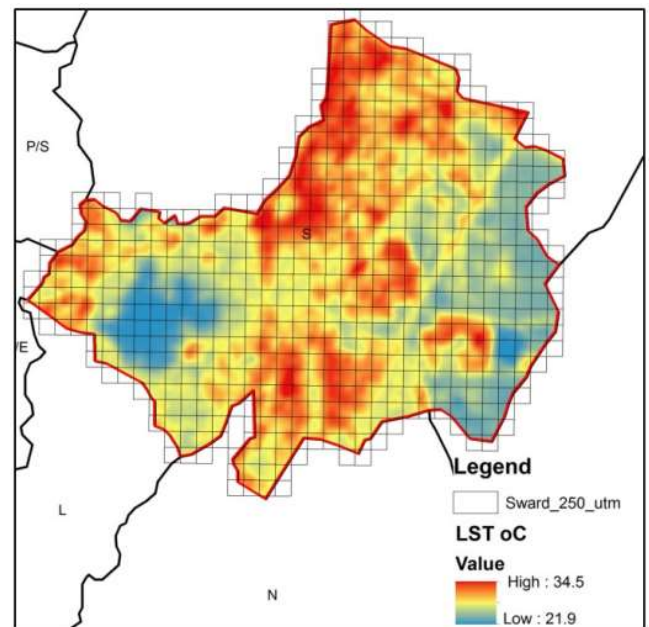 P/S
S
/E
L
N
Legend
Sward_250_utm
LST oC
Value
High : 34.5
Low : 21.9